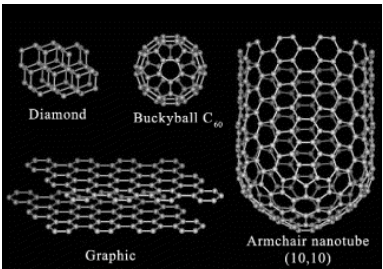 Diamond
Buckyball C60
Graphic
Armchair nanotube
(10,10)